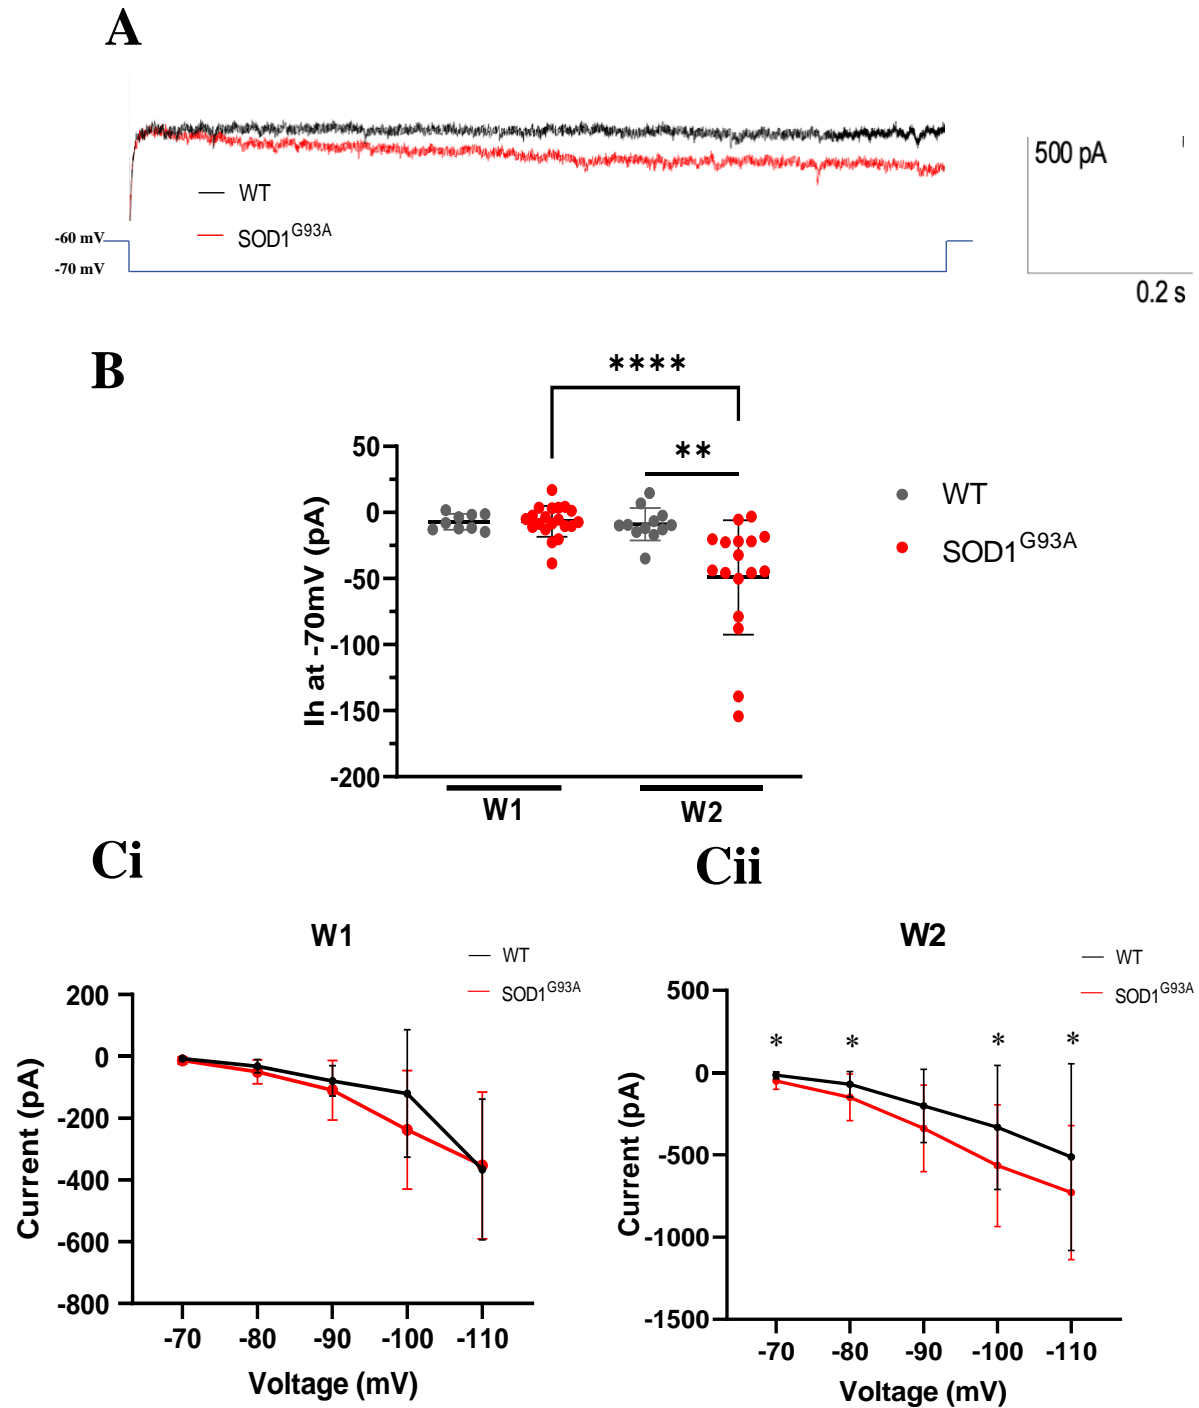 A
500 pA
WT
SOD1G93A
-60 mV
-70 mV
0.2 s
B
****
**
50
0
-50
-100
-150
-200
Ih at -70mV (pA)
W1
W2
WT
SOD1G93A
Ci
W1
WT
SOD1G93A
200
0
-200
-400
-600
-800
Current (pA)
-70 -80 -90 -100 -110
Voltage (mV)
Cii
W2
WT
SOD1G93A
500
0
-500
-1000
-1500
* * * *
Current (pA)
-70 -80 -90 -100 -110
Voltage (mV)